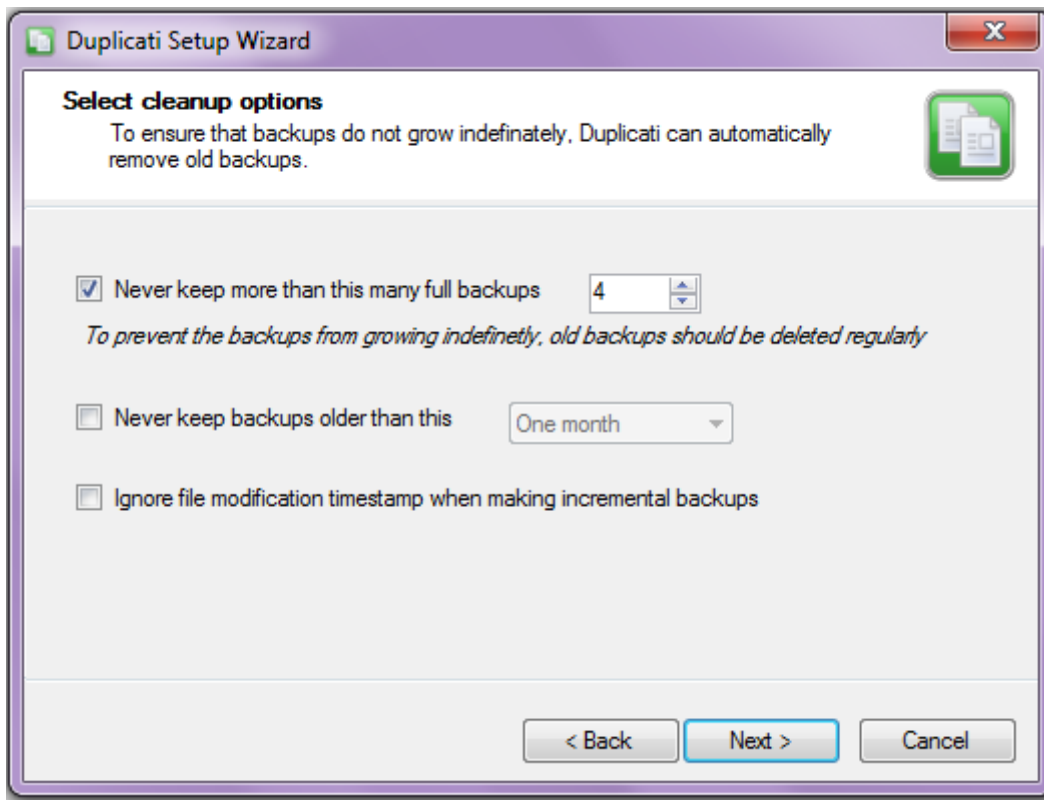 Duplicati Setup Wizard
X
Select cleanup options
To ensure that backups do not grow indefinately, Duplicati can automatically
remove old backups.
Never keep more than this many full backups 4
To prevent the backups from growing indefinetly, old backups should be deleted regularly
Never keep backups older than this One month
Ignore file modification timestamp when making incremental backups
< Back Next > Cancel